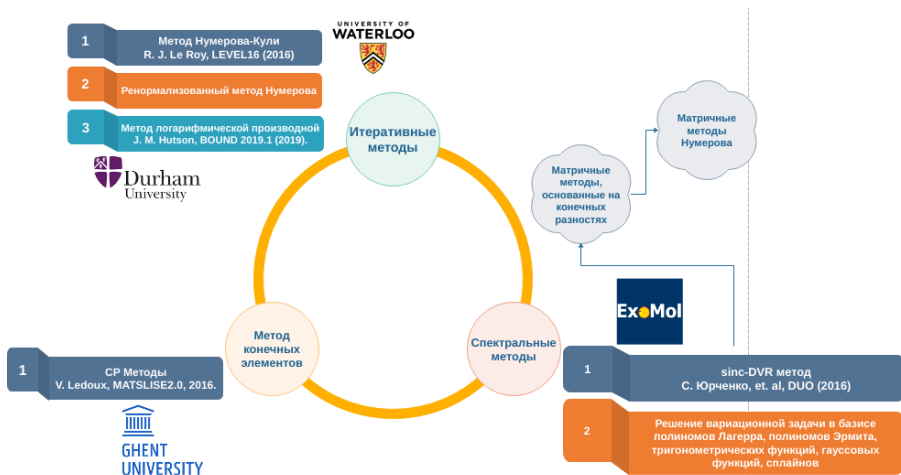 1
Метод Нумерова-Кули
R. J. Le Roy, LEVEL16 (2016)
UNIVERSITY OF
WATERLOO
2
Ренормализованный метод Нумерова
3
Метод логарифмической производной
J. M. Hutson, BOUND 2019.1 (2019).
Durham
University
Итеративные
методы
Матричные
методы
Нумерова
Матричные
методы,
основанные на
конечных
разностях
ExoMol
Метод
конечных
элементов
Спектральные
методы
1
CP Методы
V. Ledoux, MATSLISE2.0, 2016.
GHENT
UNIVERSITY
1
sinc-DVR метод
С. Юрченко, et. al, DUO (2016)
2
Решение вариационной задачи в базисе
полиномов Лагерра, полиномов Эрмита,
тригонометрических функций, гауссовых
функций, сплайнов